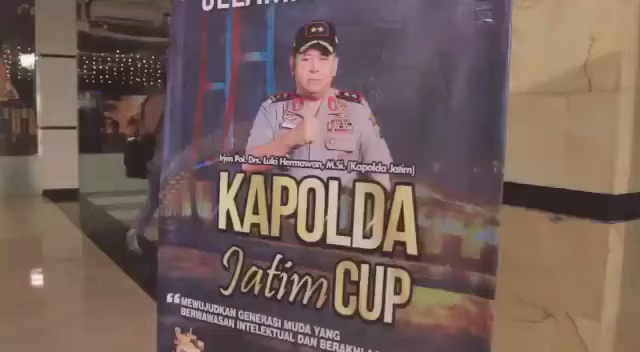 Irjen Pol. Drs. Luki Hermawan, M.Si. (Kapolda Jatim)
KAPOLDA
Jatim CUP
“MEWUJUDKAN GENERASI MUDA YANG
BERWAWASAN INTELEKTUAL DAN